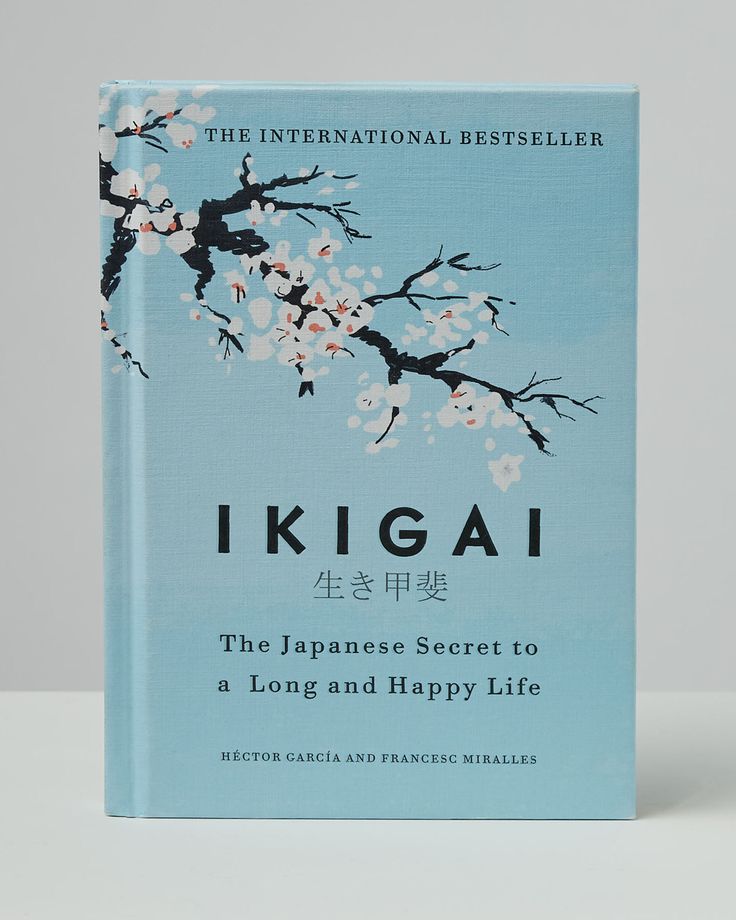 THE INTERNATIONAL BESTSELLER
IKIGAI
生き甲斐
The Japanese Secret to
a Long and Happy Life
HÉCTOR GARCÍA AND FRANCESC MIRALLES